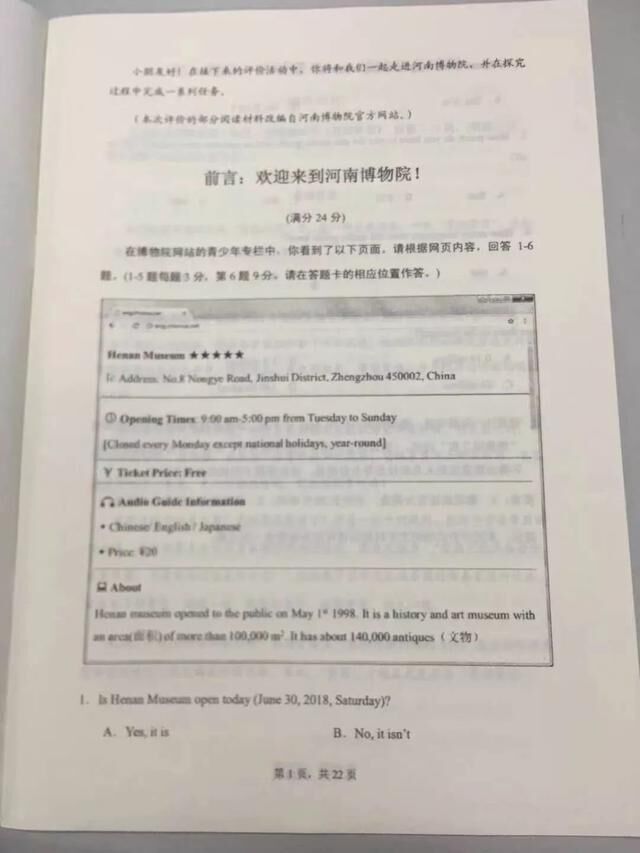 小朋友好！在接下来的评价活动中，你将和我们一起走进河南博物院，并在探究
过程中完成一系列任务。
（本次评价的部分阅读材料改编自河南博物院官方网站。）
前言：欢迎来到河南博物院！
(满分 24 分)
在博物院网站的青少年专栏中，你看到了以下页面，请根据网页内容，回答 1-6
题。(1-5 题每题 3 分，第 6 题 9 分。请在答题卡的相应位置作答。)
Henan Museum ★★★★★
Address: No.8 Nongye Road, Jinshui District, Zhengzhou 450002, China
Opening Times: 9:00 am-5:00 pm from Tuesday to Sunday
[Closed every Monday except national holidays, year-round]
¥ Ticket Price: Free
Audio Guide Information
• Chinese/ English / Japanese
• Price: ¥20
About
Henan museum opened to the public on May 1st 1998. It is a history and art museum with
an area(面积) of more than 100,000 m². It has about 140,000 antiques（文物）
1. Is Henan Museum open today (June 30, 2018, Saturday)?
A. Yes, it is B. No, it isn't
第 1 页，共 22 页